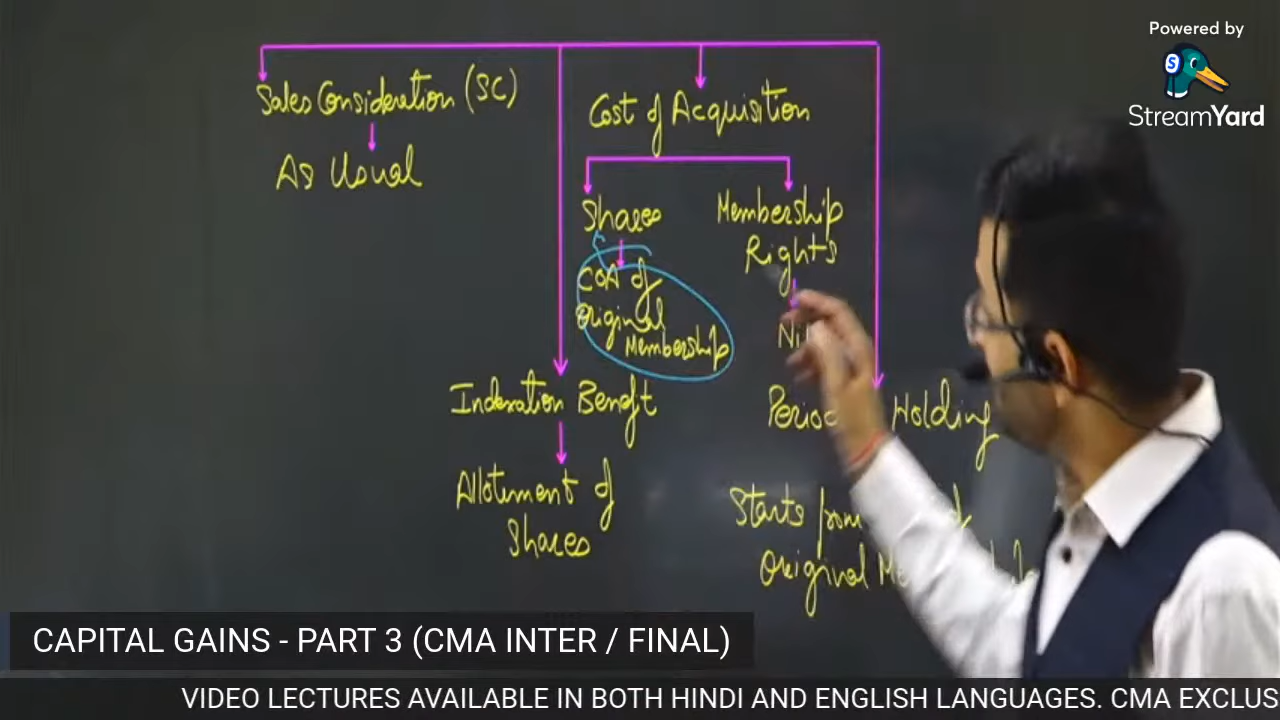 Powered by
StreamYard
Sales Consideration (SC)
As Usual
Cost of Acquisition
Shares
COA of
Original
Membership
Membership
Rights
Indexation Benefit
Allotment of
Shares
Holding
Starts from
Original
CAPITAL GAINS - PART 3 (CMA INTER / FINAL)
VIDEO LECTURES AVAILABLE IN BOTH HINDI AND ENGLISH LANGUAGES. CMA EXCLUS